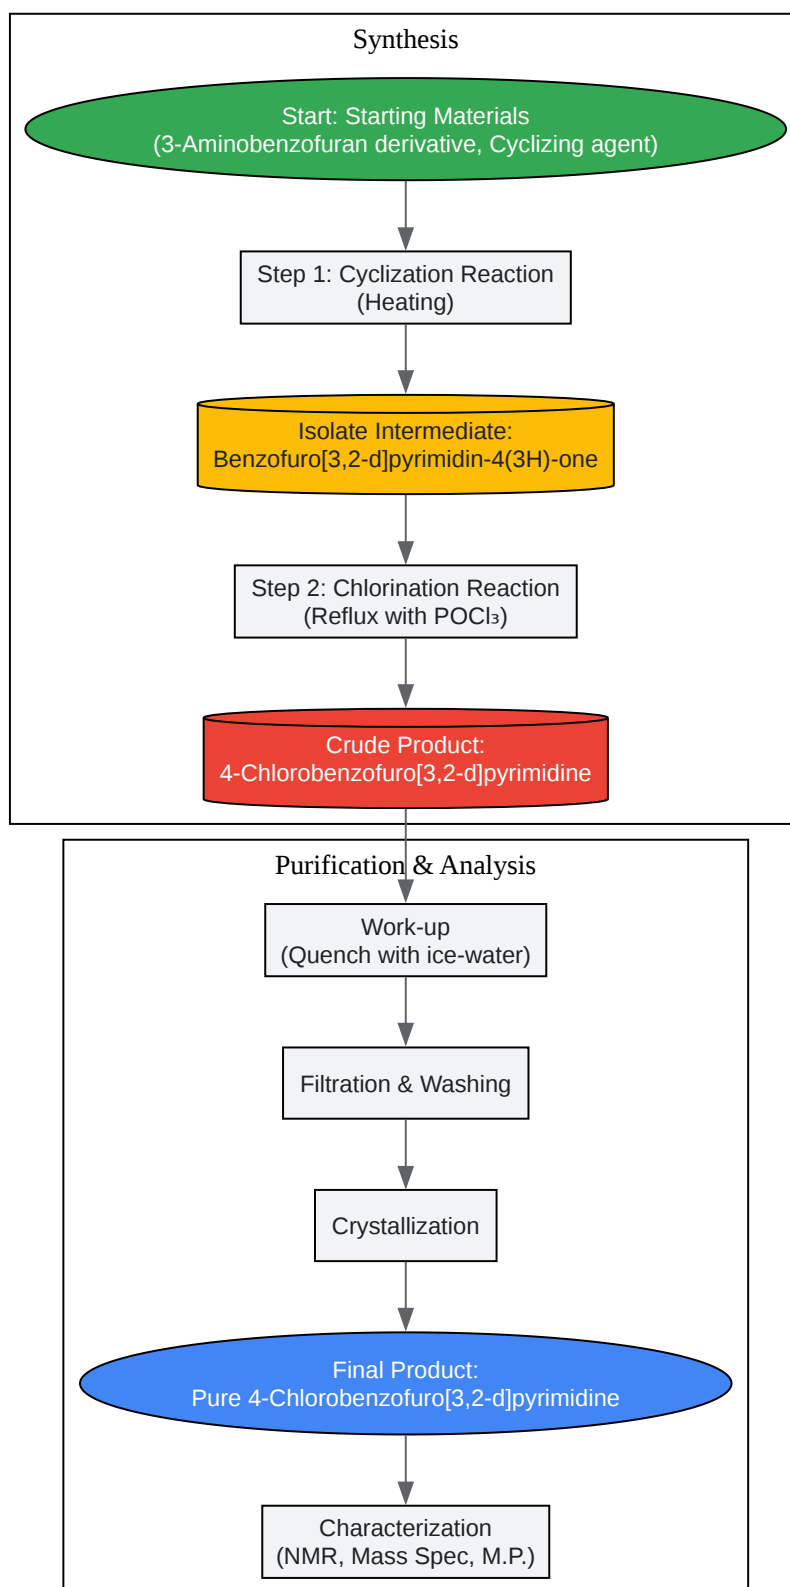 Synthesis
Start: Starting Materials
(3-Aminobenzofuran derivative, Cyclizing agent)
Step 1: Cyclization Reaction
(Heating)
Isolate Intermediate:
Benzofuro[3,2-d]pyrimidin-4(3H)-one
Step 2: Chlorination Reaction
(Reflux with POCl₃)
Crude Product:
4-Chlorobenzofuro[3,2-d]pyrimidine
Purification & Analysis
Work-up
(Quench with ice-water)
Filtration & Washing
Crystallization
Final Product:
Pure 4-Chlorobenzofuro[3,2-d]pyrimidine
Characterization
(NMR, Mass Spec, M.P.)